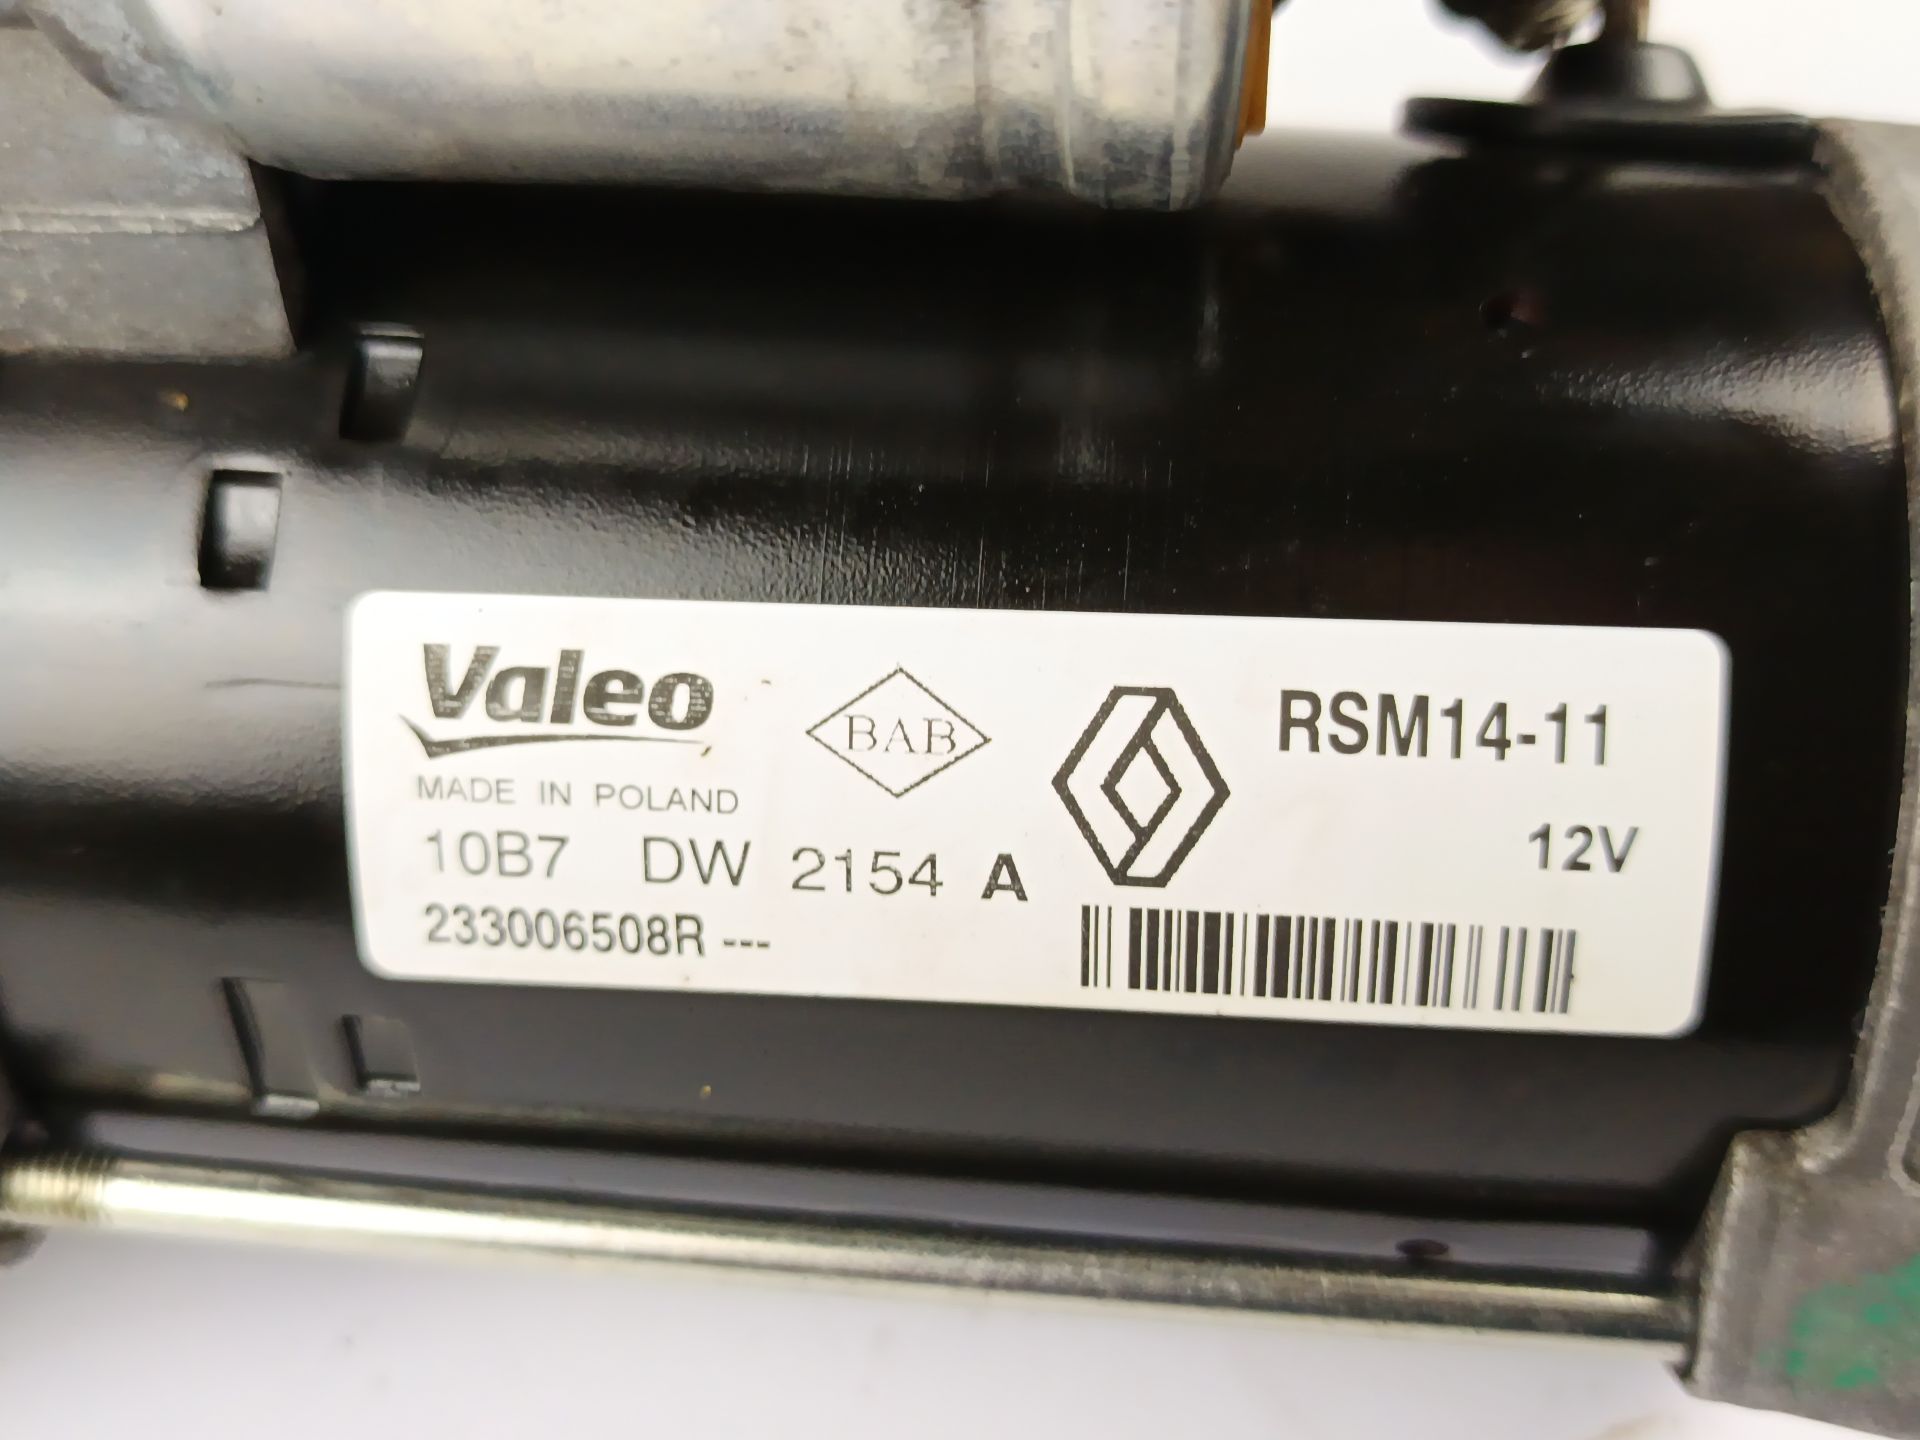 Valeo
MADE IN POLAND
10B7 DW 2154 A
233006508R ---
BAB
RSM14-11
12V